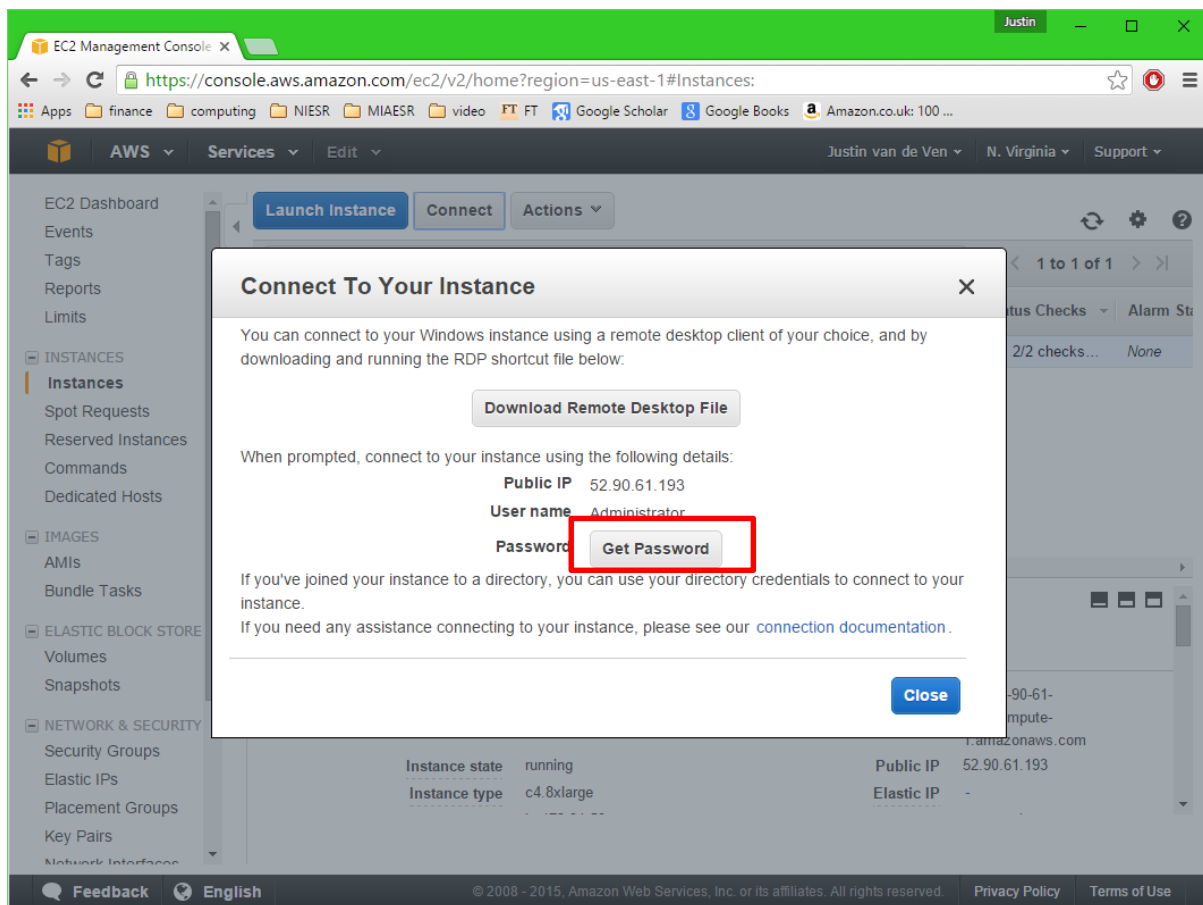 Justin
EC2 Management Console
https://console.aws.amazon.com/ec2/v2/home?region=us-east-1#Instances:
Apps finance computing NIESR MIAESR video FT FT Google Scholar Google Books Amazon.co.uk: 100 ...
AWS Services Edit Justin van de Ven N. Virginia Support
EC2 Dashboard
Events
Tags
Reports
Limits
INSTANCES
Instances
Spot Requests
Reserved Instances
Commands
Dedicated Hosts
IMAGES
AMIs
Bundle Tasks
ELASTIC BLOCK STORE
Volumes
Snapshots
NETWORK & SECURITY
Security Groups
Elastic IPs
Placement Groups
Key Pairs
Network Interfaces
Launch Instance Connect Actions
1 to 1 of 1
tus Checks Alarm Sta
2/2 checks... None
Connect To Your Instance
You can connect to your Windows instance using a remote desktop client of your choice, and by
downloading and running the RDP shortcut file below:
Download Remote Desktop File
When prompted, connect to your instance using the following details:
Public IP 52.90.61.193
User name Administrator
Password Get Password
If you've joined your instance to a directory, you can use your directory credentials to connect to your
instance.
If you need any assistance connecting to your instance, please see our connection documentation.
Close
-90-61-
mpute-
1.amazonaws.com
Instance state running Public IP 52.90.61.193
Instance type c4.8xlarge Elastic IP -
Feedback English © 2008 - 2015, Amazon Web Services, Inc. or its affiliates. All rights reserved. Privacy Policy Terms of Use